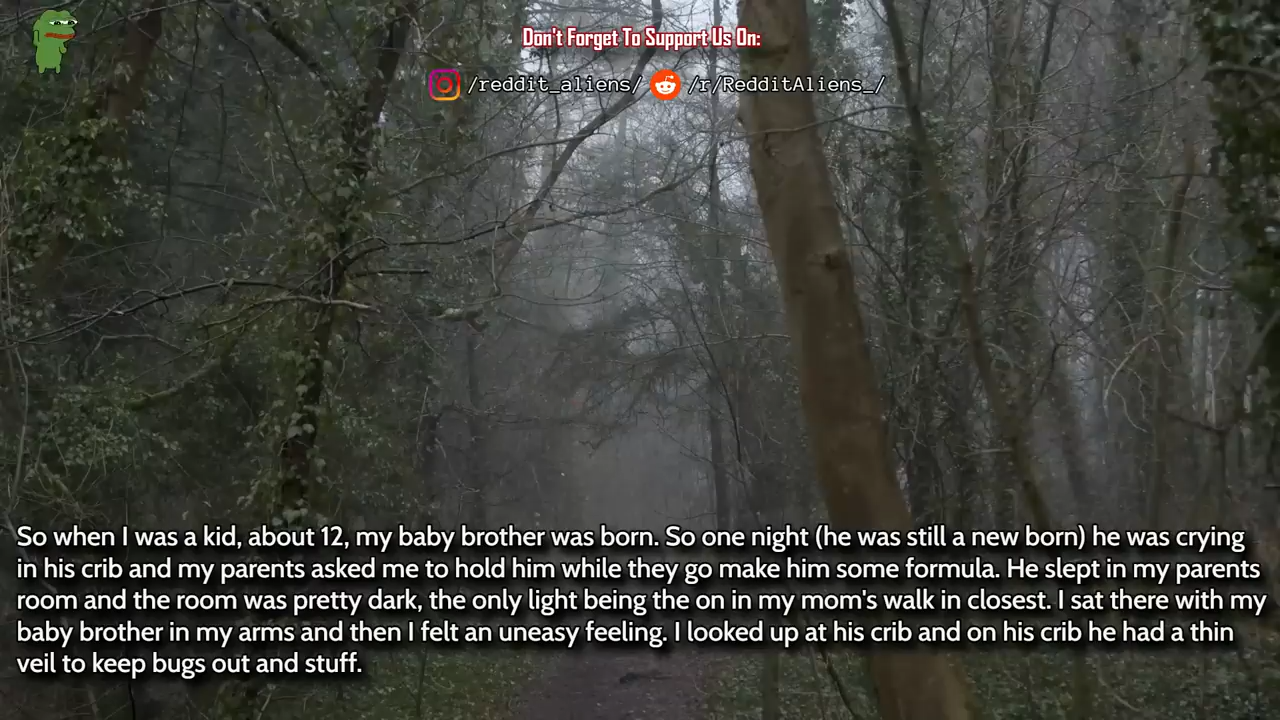 Don't Forget To Support Us On:
/reddit_aliens/ /r/RedditAliens_/
So when I was a kid, about 12, my baby brother was born. So one night (he was still a new born) he was crying
in his crib and my parents asked me to hold him while they go make him some formula. He slept in my parents
room and the room was pretty dark, the only light being the on in my mom's walk in closest. I sat there with my
baby brother in my arms and then I felt an uneasy feeling. I looked up at his crib and on his crib he had a thin
veil to keep bugs out and stuff.